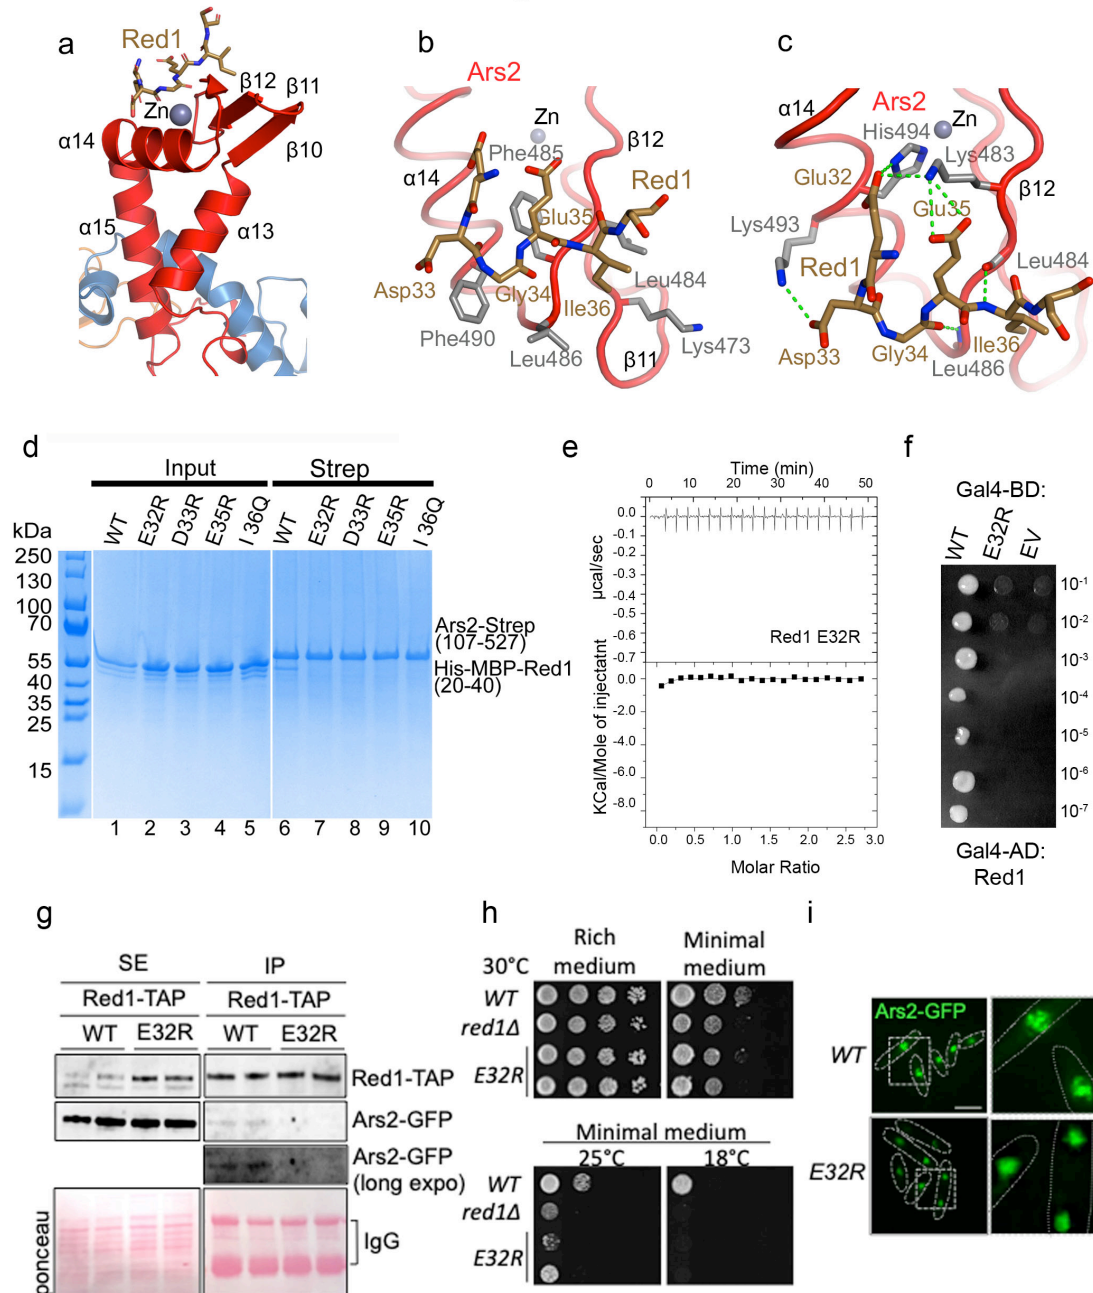 a
Red1
Zn
β12
β11
α14
β10
α15
α13
b
Ars2
Zn
β12
Phe485
α14
Red1
Glu35
Asp33
Gly34
Ile36
Leu484
Phe490
Leu486
Lys473
β11
c
α14
Ars2
His494
Zn
Lys483
Glu32
β12
Glu35
Lys493
Red1
Leu484
Asp33
Gly34
Ile36
Leu486
d
Input
Strep
kDa
WT
E32R
D33R
E35R
I 36Q
WT
E32R
D33R
E35R
I 36Q
250
130
100
70
55
40
35
25
15
Ars2-Strep
(107-527)
His-MBP-Red1
(20-40)
1 2 3 4 5 6 7 8 9 10
e
Time (min)
0 10 20 30 40 50
0.0
-0.1
-0.2
-0.3
-0.4
-0.5
-0.6
-0.7
µcal/sec
Red1 E32R
0.0
-2.0
-4.0
-6.0
-8.0
KCal/Mole of injectatnt
0.0 0.5 1.0 1.5 2.0 2.5 3.0
Molar Ratio
f
Gal4-BD:
WT
E32R
EV
10-1
10-2
10-3
10-4
10-5
10-6
10-7
Gal4-AD:
Red1
g
SE
IP
Red1-TAP
Red1-TAP
WT
E32R
WT
E32R
Red1-TAP
Ars2-GFP
Ars2-GFP
(long expo)
IgG
ponceau
h
Rich
medium
Minimal
medium
30°C
WT
red1Δ
E32R
Minimal medium
25°C
18°C
WT
red1Δ
E32R
i
Ars2-GFP
WT
E32R